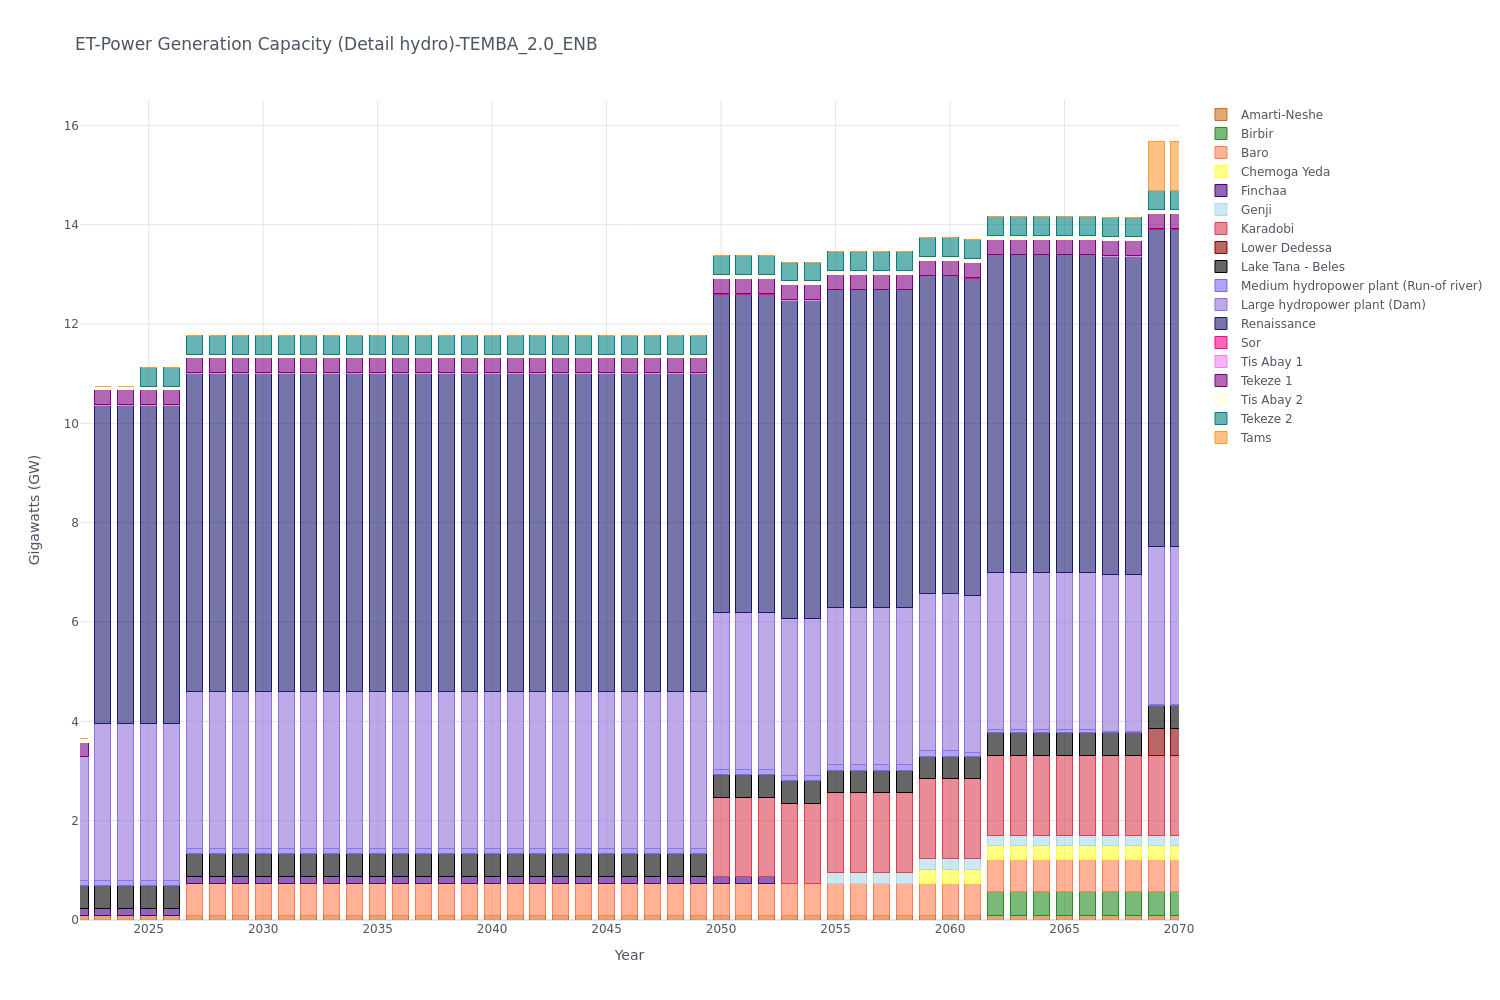 ET-Power Generation Capacity (Detail hydro)-TEMBA_2.0_ENB
Gigawatts (GW)
16
14
12
10
8
6
4
2
0
2025
2030
2035
2040
2045
2050
2055
2060
2065
2070
Year
Amarti-Neshe
Birbir
Baro
Chemoga Yeda
Finchaa
Genji
Karadobi
Lower Dedessa
Lake Tana - Beles
Medium hydropower plant (Run-of river)
Large hydropower plant (Dam)
Renaissance
Sor
Tis Abay 1
Tekeze 1
Tis Abay 2
Tekeze 2
Tams